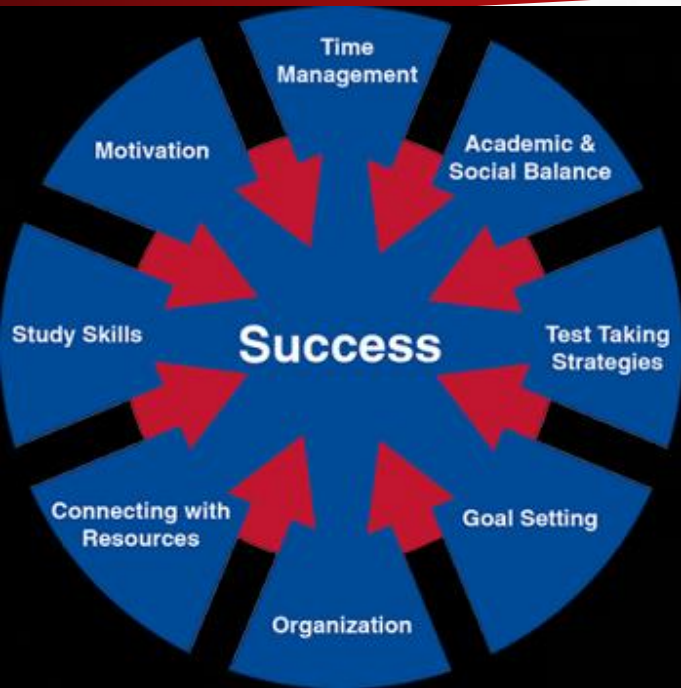 Time
Management
Academic &
Social Balance
Test Taking
Strategies
Goal Setting
Organization
Connecting with
Resources
Study Skills
Motivation
Success